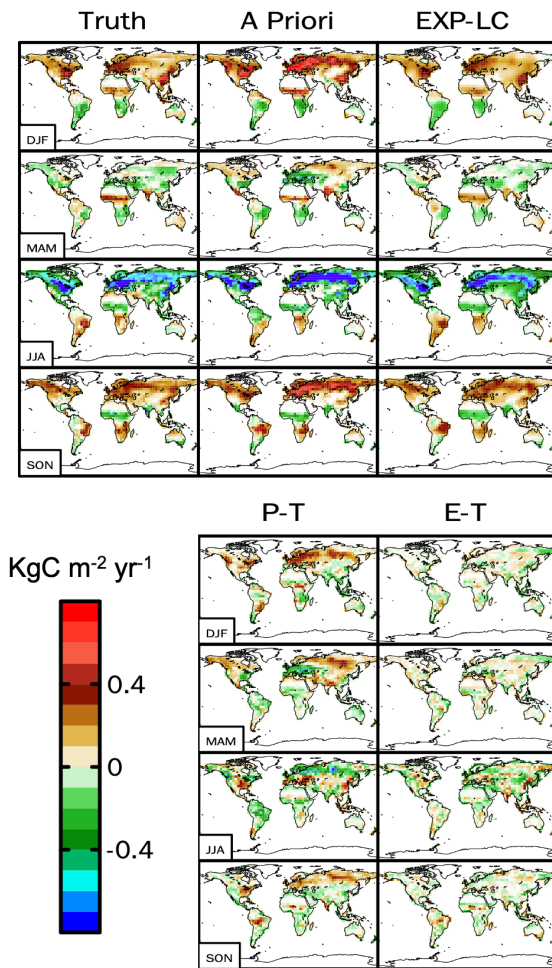 Truth A Priori EXP-LC
DJF
MAM
JJA
SON
P-T E-T
KgC m-2 yr-1
DJF
0.4
MAM
0
JJA
-0.4
SON